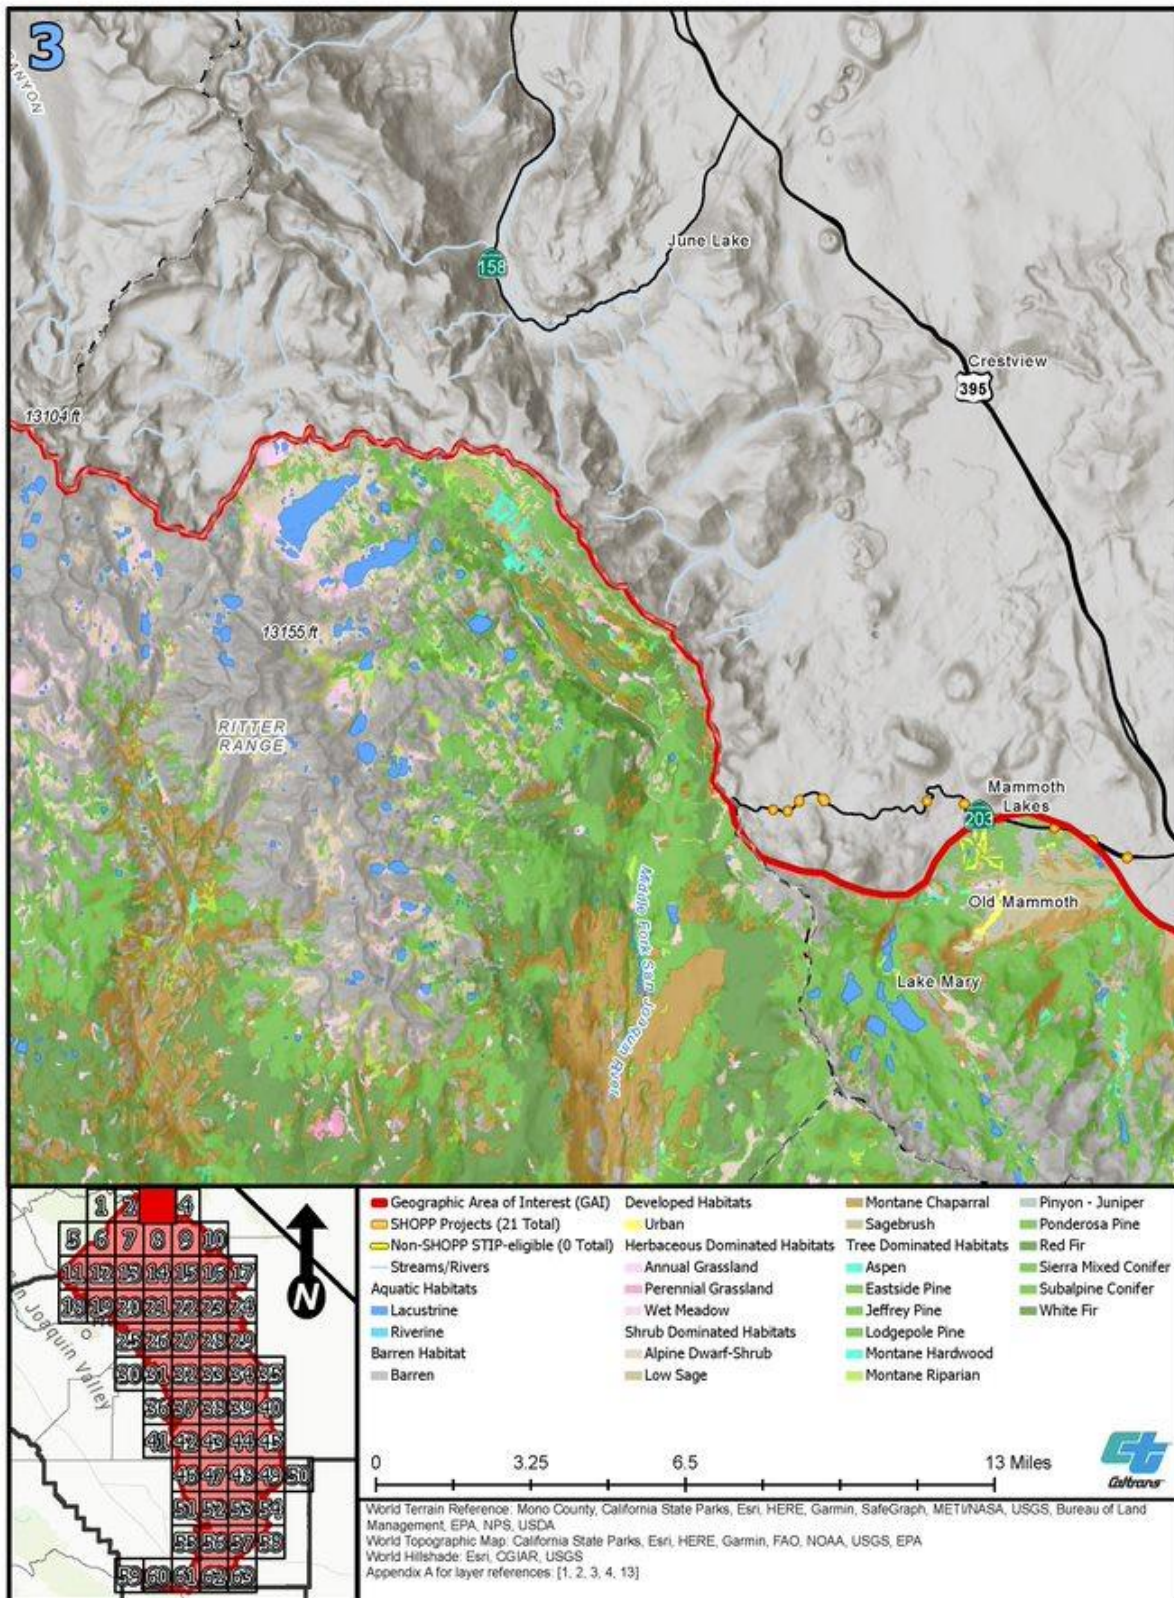 3
CANYON
158
June Lake
Crestview
395
13104 ft
13155 ft
RITTER
RANGE
Mammoth
Lakes
203
Old Mammoth
Lake Mary
Middle Fork San Joaquin River
1 2 4
5 6 7 8 9 10
11 12 13 14 15 16 17
18 19 20 21 22 23 24
25 26 27 28 29
30 31 32 33 34 35
36 37 38 39 40
41 42 43 44 45
46 47 48 49 50
51 52 53 54
55 56 57 58
59 60 61 62 63
n Joaquin Valley
N
Geographic Area of Interest (GAI)
SHOPP Projects (21 Total)
Non-SHOPP STIP-eligible (0 Total)
Streams/Rivers
Aquatic Habitats
Lacustrine
Riverine
Barren Habitat
Barren
Developed Habitats
Urban
Herbaceous Dominated Habitats
Annual Grassland
Perennial Grassland
Wet Meadow
Shrub Dominated Habitats
Alpine Dwarf-Shrub
Low Sage
Montane Chaparral
Sagebrush
Tree Dominated Habitats
Aspen
Eastside Pine
Jeffrey Pine
Lodgepole Pine
Montane Hardwood
Montane Riparian
Pinyon - Juniper
Ponderosa Pine
Red Fir
Sierra Mixed Conifer
Subalpine Conifer
White Fir
0 3.25 6.5 13 Miles
ct
Caltrans
World Terrain Reference: Mono County, California State Parks, Esri, HERE, Garmin, SafeGraph, METI/NASA, USGS, Bureau of Land
Management, EPA, NPS, USDA
World Topographic Map: California State Parks, Esri, HERE, Garmin, FAO, NOAA, USGS, EPA
World Hillshade: Esri, CGIAR, USGS
Appendix A for layer references: [1, 2, 3, 4, 13]